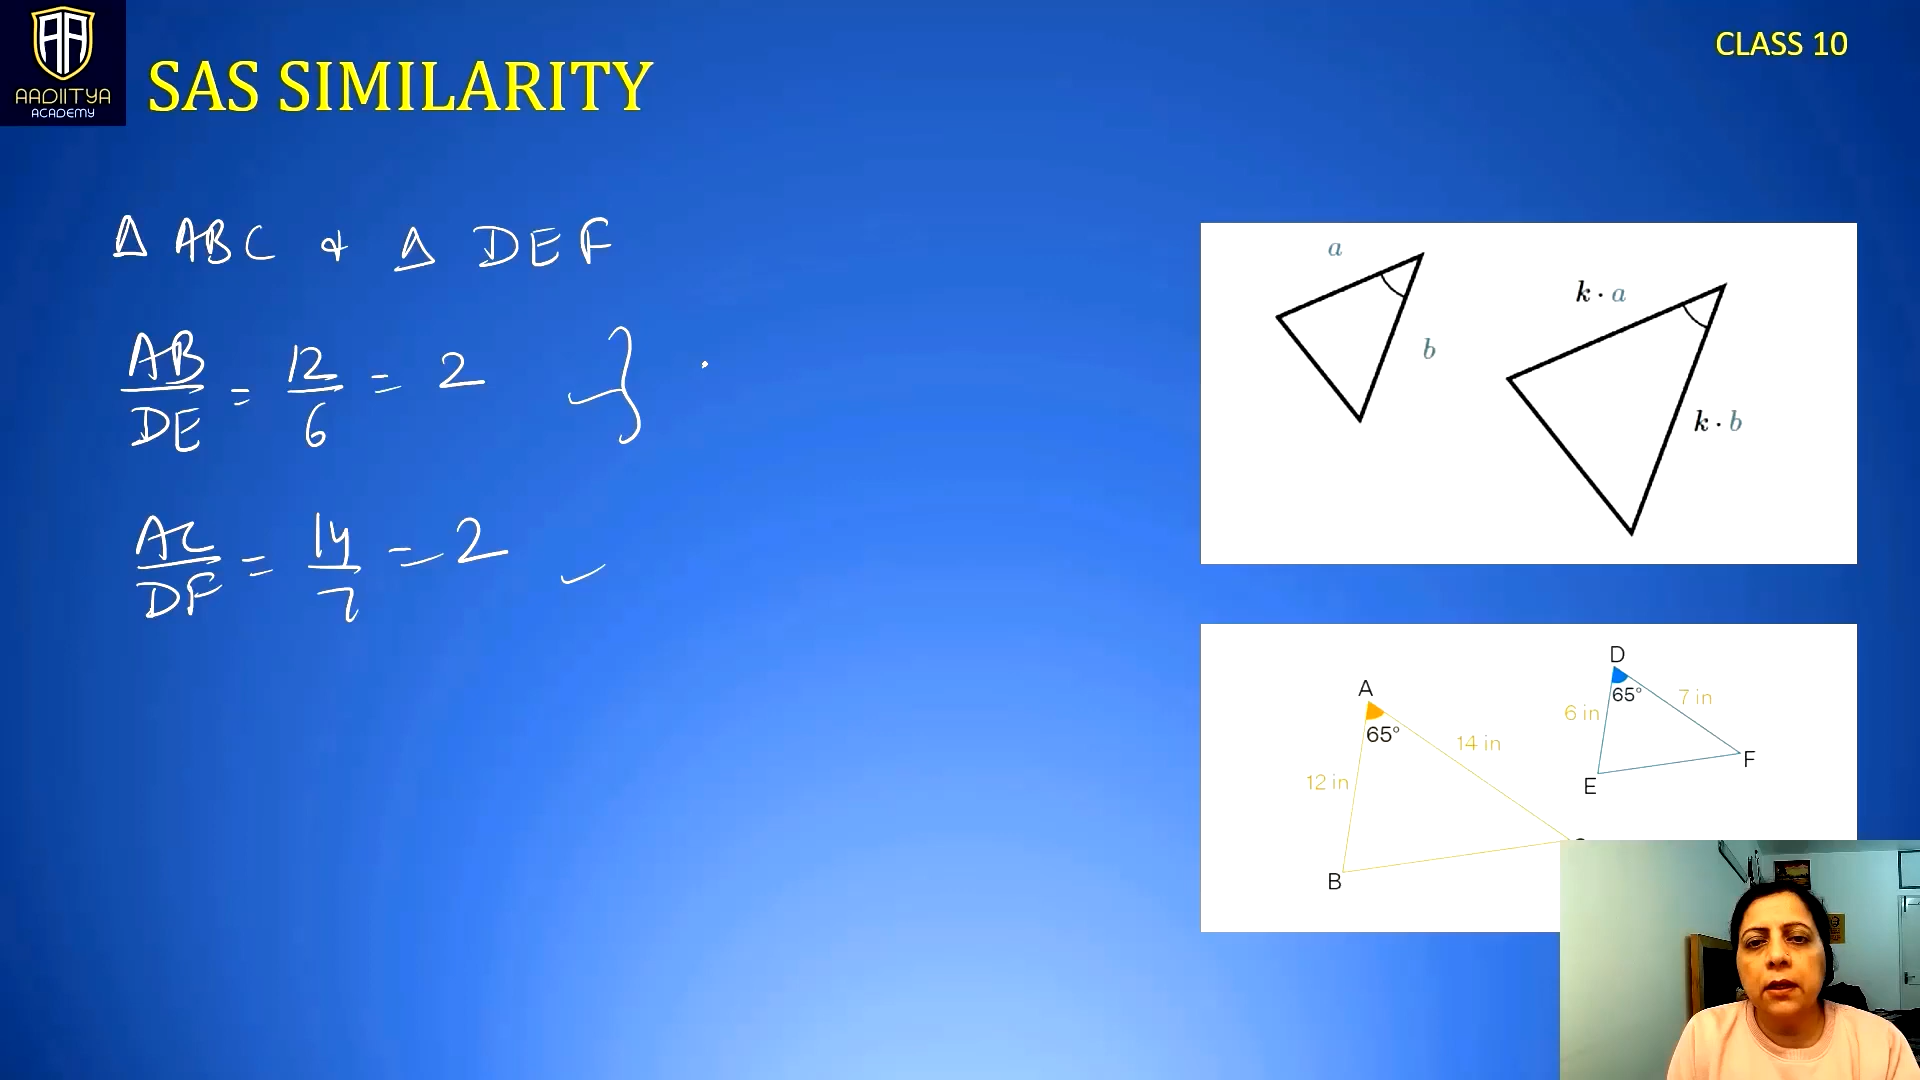 AADIITYA
ACADEMY
SAS SIMILARITY
CLASS 10
Δ ABC & Δ DEF
AB/DE = 12/6 = 2
AC/DF = 14/7 = 2
a
b
k · a
k · b
A
65°
12 in
14 in
B
D
65°
6 in
7 in
E
F